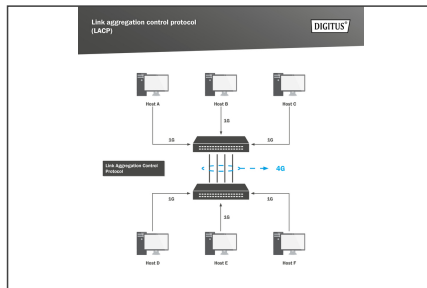 Link aggregation control protocol
(LACP)
DIGITUS®
Host A
Host B
Host C
1G
1G
1G
Link Aggregation Control
Protocol
4G
1G
1G
1G
Host D
Host E
Host F